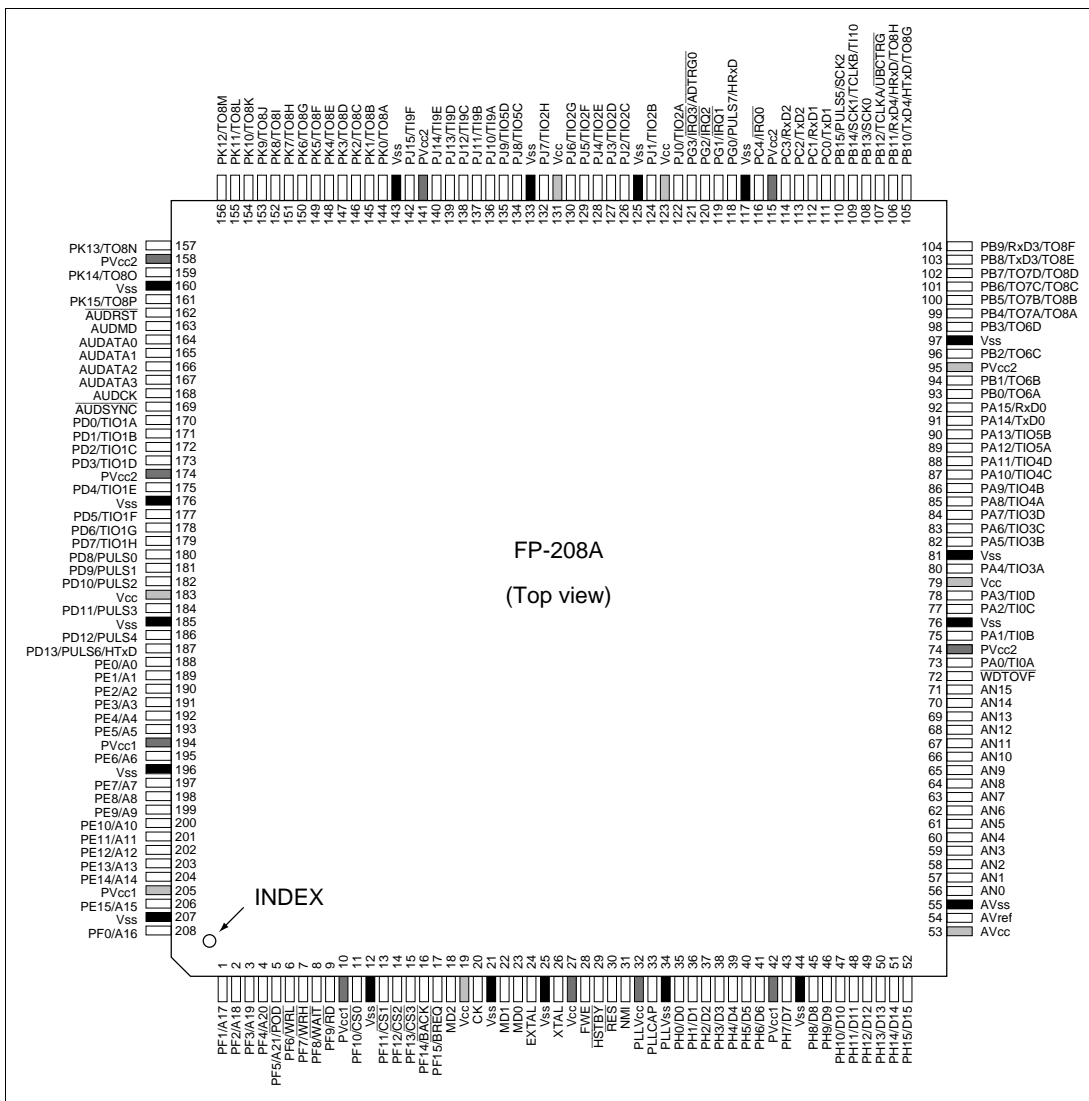 PK12/TO8M
PK11/TO8L
PK10/TO8K
PK9/TO8J
PK8/TO8I
PK7/TO8H
PK6/TO8G
PK5/TO8F
PK4/TO8E
PK3/TO8D
PK2/TO8C
PK1/TO8B
PK0/TO8A
Vss
PJ15/TI9F
PVcc2
PJ14/TI9E
PJ13/TI9D
PJ12/TI9C
PJ11/TI9B
PJ10/TI9A
PJ9/TIO5D
PJ8/TIO5C
Vss
PJ7/TIO2H
Vcc
PJ6/TIO2G
PJ5/TIO2F
PJ4/TIO2E
PJ3/TIO2D
PJ2/TIO2C
Vss
PJ1/TIO2B
Vcc
PJ0/TIO2A
PG3/IRQ3/ADTRG0
PG2/IRQ2
PG1/IRQ1
PG0/PULS7/HRxD
Vss
PC4/IRQ0
PVcc2
PC3/RxD2
PC2/TxD2
PC1/RxD1
PC0/TxD1
PB15/PULS5/SCK2
PB14/SCK1/TCLKB/TI10
PB13/SCK0
PB12/TCLKA/UBCTRG
PB11/RxD4/HRxD/TO8H
PB10/TxD4/HTxD/TO8G
156 155 154 153 152 151 150 149 148 147 146 145 144 143 142 141 140 139 138 137 136 135 134 133 132 131 130 129 128 127 126 125 124 123 122 121 120 119 118 117 116 115 114 113 112 111 110 109 108 107 106 105
PK13/TO8N 157
PVcc2 158
PK14/TO8O 159
Vss 160
PK15/TO8P 161
AUDRST 162
AUDMD 163
AUDATA0 164
AUDATA1 165
AUDATA2 166
AUDATA3 167
AUDCK 168
AUDSYNC 169
PD0/TIO1A 170
PD1/TIO1B 171
PD2/TIO1C 172
PD3/TIO1D 173
PVcc2 174
PD4/TIO1E 175
Vss 176
PD5/TIO1F 177
PD6/TIO1G 178
PD7/TIO1H 179
PD8/PULS0 180
PD9/PULS1 181
PD10/PULS2 182
Vcc 183
PD11/PULS3 184
Vss 185
PD12/PULS4 186
PD13/PULS6/HTxD 187
PE0/A0 188
PE1/A1 189
PE2/A2 190
PE3/A3 191
PE4/A4 192
PE5/A5 193
PVcc1 194
PE6/A6 195
Vss 196
PE7/A7 197
PE8/A8 198
PE9/A9 199
PE10/A10 200
PE11/A11 201
PE12/A12 202
PE13/A13 203
PE14/A14 204
PVcc1 205
PE15/A15 206
Vss 207
PF0/A16 208
FP-208A
(Top view)
INDEX
104 PB9/RxD3/TO8F
103 PB8/TxD3/TO8E
102 PB7/TO7D/TO8D
101 PB6/TO7C/TO8C
100 PB5/TO7B/TO8B
99 PB4/TO7A/TO8A
98 PB3/TO6D
97 Vss
96 PB2/TO6C
95 PVcc2
94 PB1/TO6B
93 PB0/TO6A
92 PA15/RxD0
91 PA14/TxD0
90 PA13/TIO5B
89 PA12/TIO5A
88 PA11/TIO4D
87 PA10/TIO4C
86 PA9/TIO4B
85 PA8/TIO4A
84 PA7/TIO3D
83 PA6/TIO3C
82 PA5/TIO3B
81 Vss
80 PA4/TIO3A
79 Vcc
78 PA3/TI0D
77 PA2/TI0C
76 Vss
75 PA1/TI0B
74 PVcc2
73 PA0/TI0A
72 WDTOVF
71 AN15
70 AN14
69 AN13
68 AN12
67 AN11
66 AN10
65 AN9
64 AN8
63 AN7
62 AN6
61 AN5
60 AN4
59 AN3
58 AN2
57 AN1
56 AN0
55 AVss
54 AVref
53 AVcc
1 2 3 4 5 6 7 8 9 10 11 12 13 14 15 16 17 18 19 20 21 22 23 24 25 26 27 28 29 30 31 32 33 34 35 36 37 38 39 40 41 42 43 44 45 46 47 48 49 50 51 52
PF1/A17
PF2/A18
PF3/A19
PF4/A20
PF5/A21/POD
PF6/WRL
PF7/WRH
PF8/WAIT
PF9/RD
PVcc1
PF10/CS0
Vss
PF11/CS1
PF12/CS2
PF13/CS3
PF14/BACK
PF15/BREQ
MD2
Vcc
CK
Vss
MD1
MD0
EXTAL
Vss
XTAL
Vcc
FWE
HSTBY
RES
NMI
PLLVcc
PLLCAP
PLLVss
PH0/D0
PH1/D1
PH2/D2
PH3/D3
PH4/D4
PH5/D5
PH6/D6
PVcc1
PH7/D7
Vss
PH8/D8
PH9/D9
PH10/D10
PH11/D11
PH12/D12
PH13/D13
PH14/D14
PH15/D15